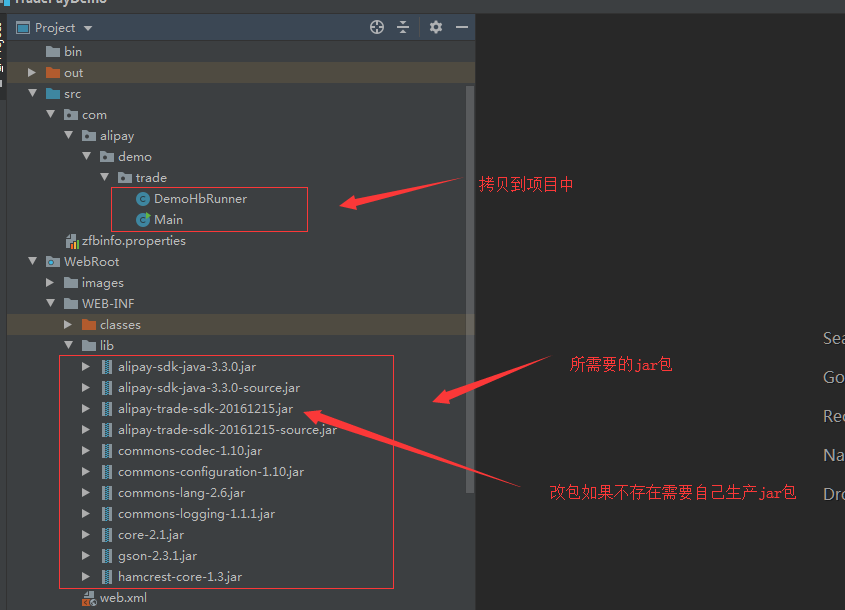 TradePayDemo
Project
bin
out
src
com
alipay
demo
trade
DemoHbRunner
拷贝到项目中
Main
zfbinfo.properties
WebRoot
images
WEB-INF
classes
lib
Sea
所需要的jar包
alipay-sdk-java-3.3.0.jar
Go
alipay-sdk-java-3.3.0-source.jar
alipay-trade-sdk-20161215.jar
Rec
alipay-trade-sdk-20161215-source.jar
commons-codec-1.10.jar
Na
commons-configuration-1.10.jar
改包如果不存在需要自己生产jar包
Dro
commons-lang-2.6.jar
commons-logging-1.1.1.jar
core-2.1.jar
gson-2.3.1.jar
hamcrest-core-1.3.jar
web.xml